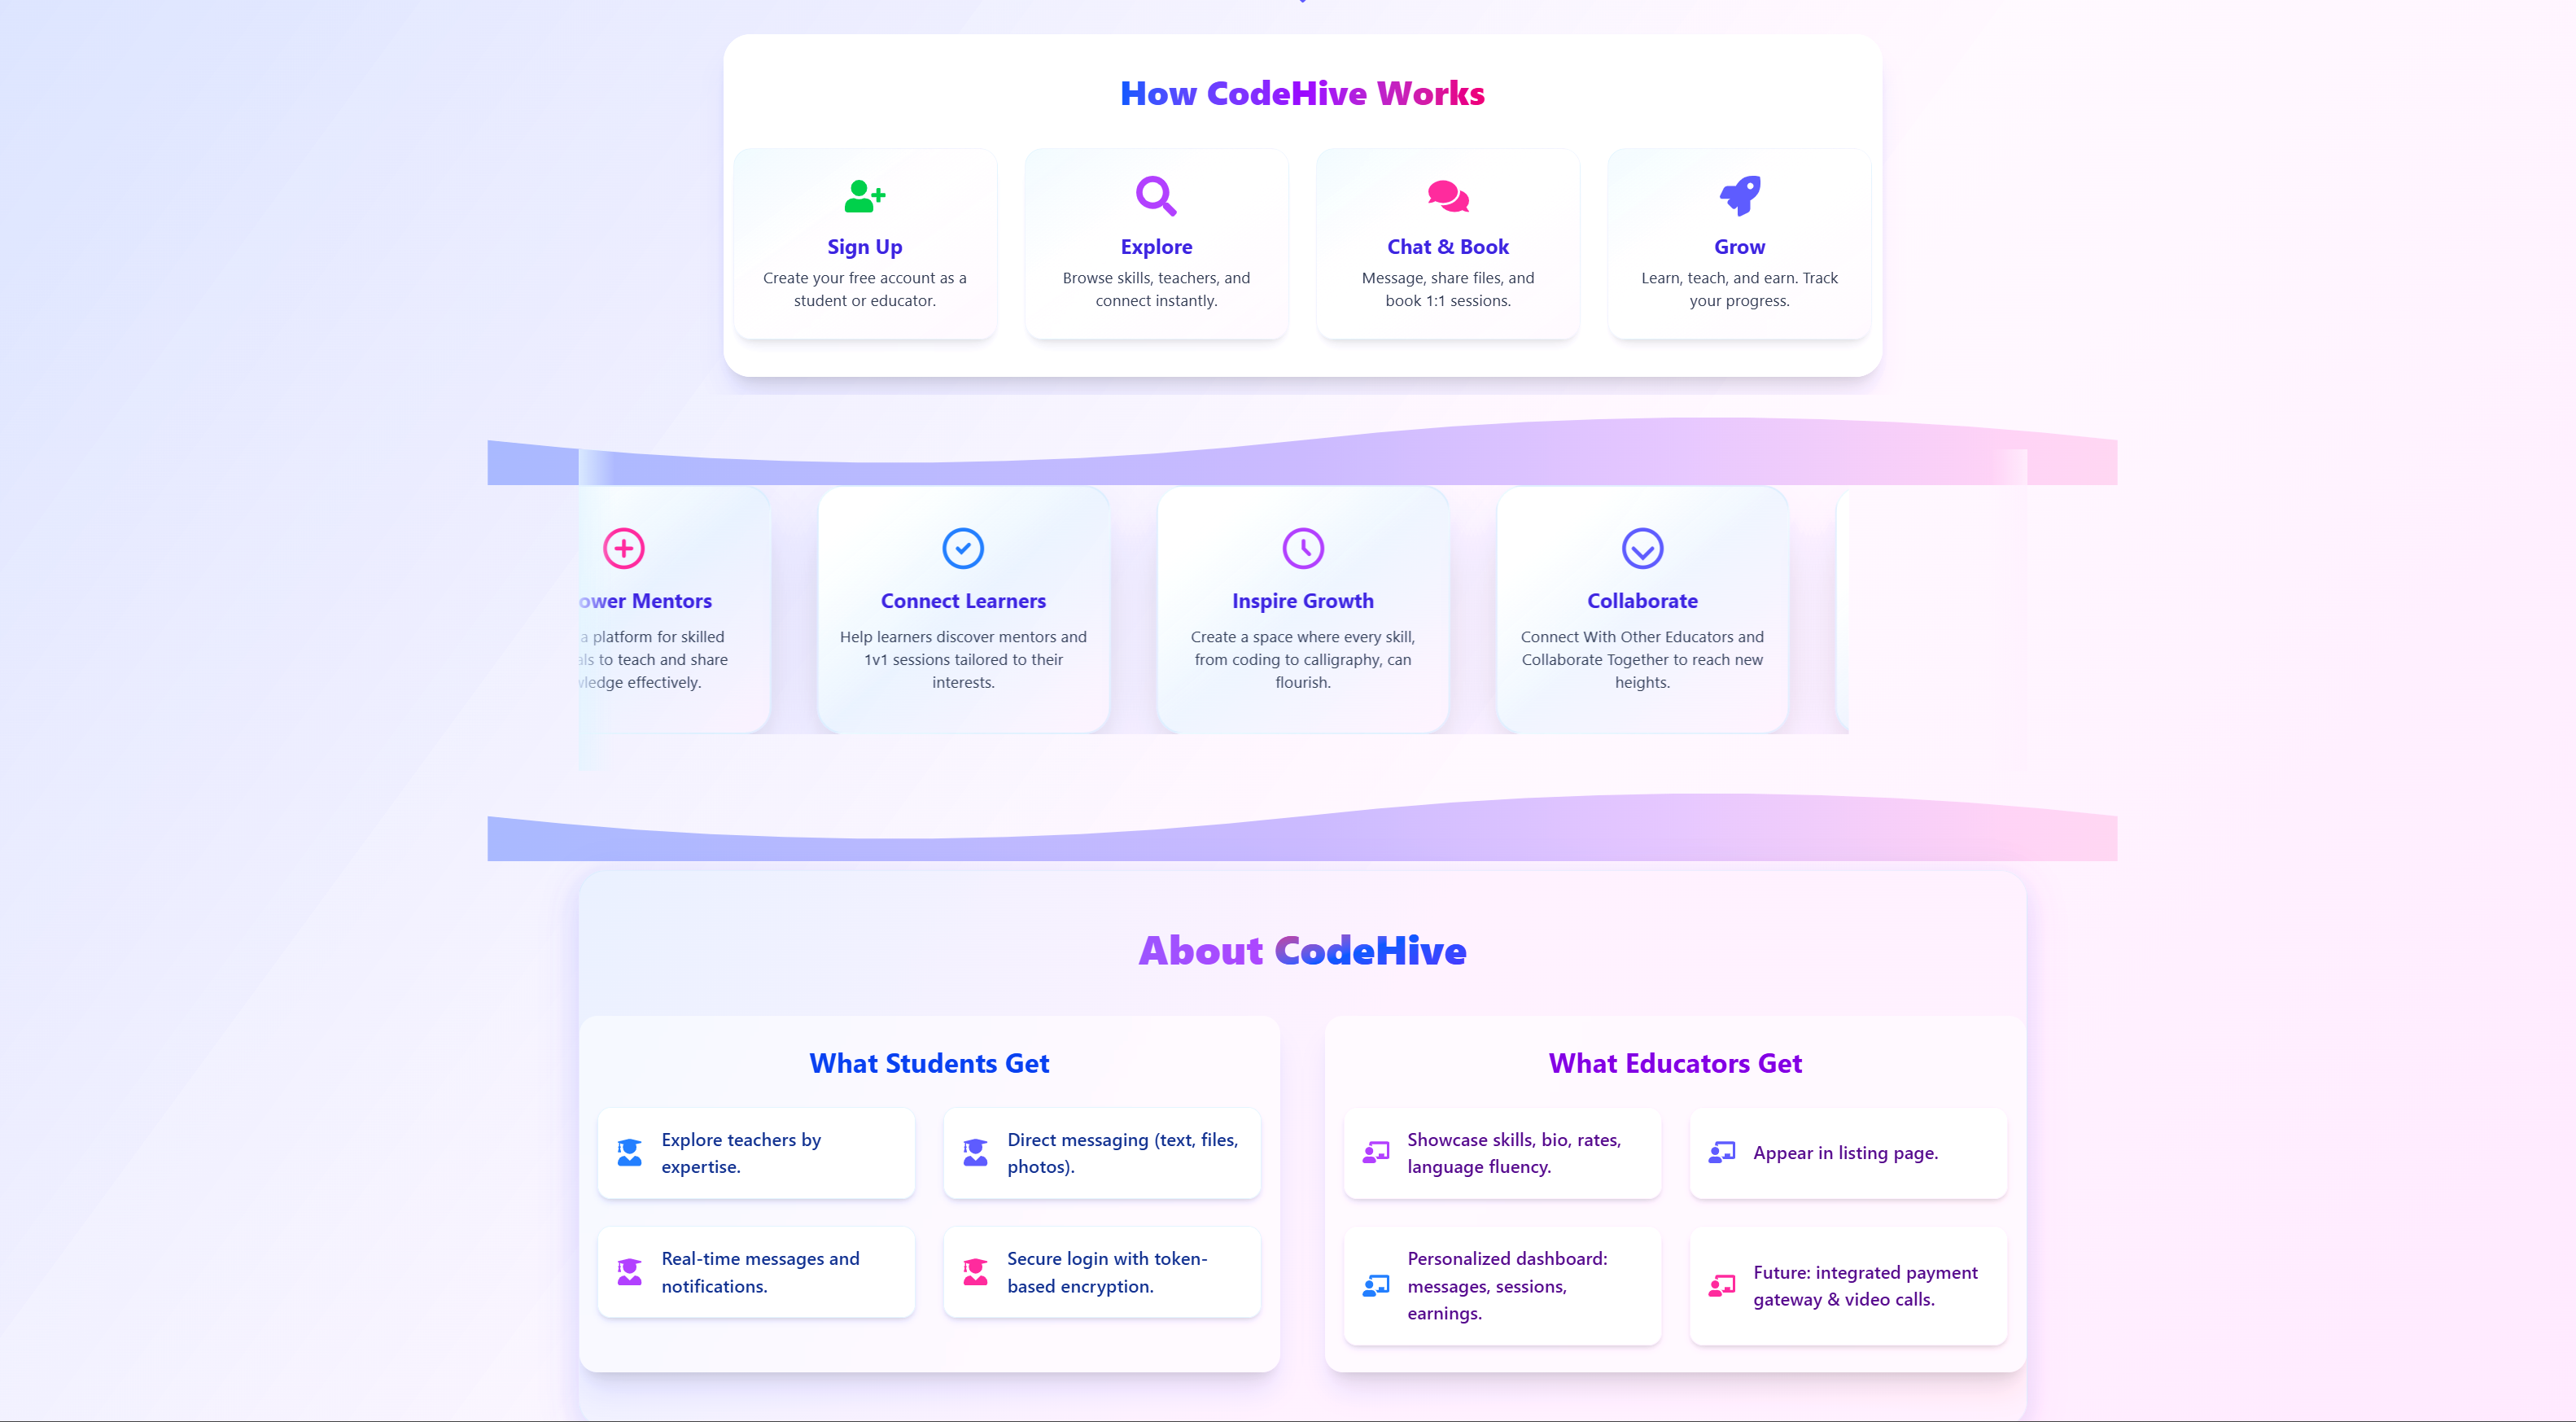 How CodeHive Works
Sign Up
Create your free account as a
student or educator.
Explore
Browse skills, teachers, and
connect instantly.
Chat & Book
Message, share files, and
book 1:1 sessions.
Grow
Learn, teach, and earn. Track
your progress.
ower Mentors
a platform for skilled
als to teach and share
wledge effectively.
Connect Learners
Help learners discover mentors and
1v1 sessions tailored to their
interests.
Inspire Growth
Create a space where every skill,
from coding to calligraphy, can
flourish.
Collaborate
Connect With Other Educators and
Collaborate Together to reach new
heights.
About CodeHive
What Students Get
Explore teachers by
expertise.
Direct messaging (text, files,
photos).
Real-time messages and
notifications.
Secure login with token-
based encryption.
What Educators Get
Showcase skills, bio, rates,
language fluency.
Appear in listing page.
Personalized dashboard:
messages, sessions,
earnings.
Future: integrated payment
gateway & video calls.